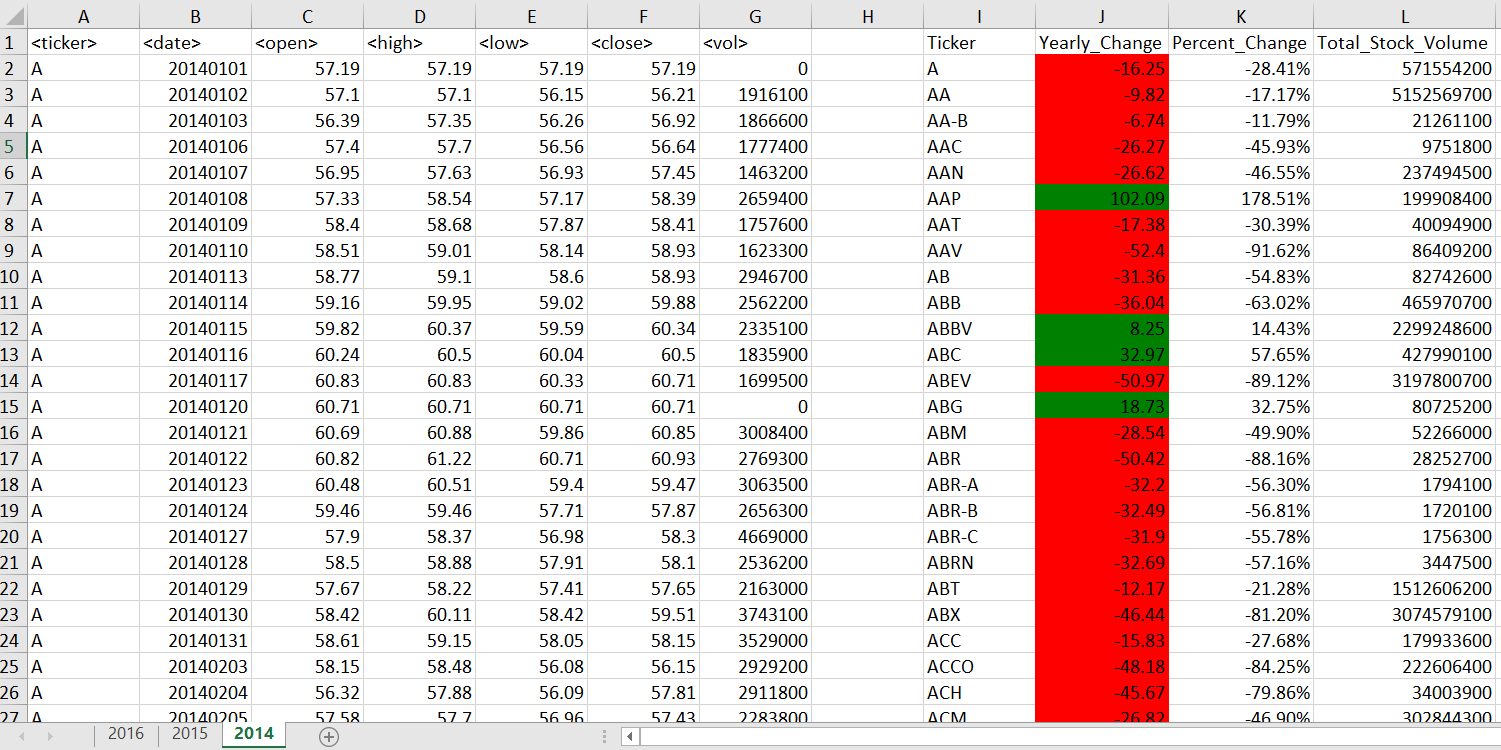 A B C D E F G H I J K L
1 <ticker> <date> <open> <high> <low> <close> <vol> Ticker Yearly_Change Percent_Change Total_Stock_Volume
2 A 20140101 57.19 57.19 57.19 57.19 0 A -16.25 -28.41% 571554200
3 A 20140102 57.1 57.1 56.15 56.21 1916100 AA -9.82 -17.17% 5152569700
4 A 20140103 56.39 57.35 56.26 56.92 1866600 AA-B -6.74 -11.79% 21261100
5 A 20140106 57.4 57.7 56.56 56.64 1777400 AAC -26.27 -45.93% 9751800
6 A 20140107 56.95 57.63 56.93 57.45 1463200 AAN -26.62 -46.55% 237494500
7 A 20140108 57.33 58.54 57.17 58.39 2659400 AAP 102.09 178.51% 199908400
8 A 20140109 58.4 58.68 57.87 58.41 1757600 AAT -17.38 -30.39% 40094900
9 A 20140110 58.51 59.01 58.14 58.93 1623300 AAV -52.4 -91.62% 86409200
10 A 20140113 58.77 59.1 58.6 58.93 2946700 AB -31.36 -54.83% 82742600
11 A 20140114 59.16 59.95 59.02 59.88 2562200 ABB -36.04 -63.02% 465970700
12 A 20140115 59.82 60.37 59.59 60.34 2335100 ABBV 8.25 14.43% 2299248600
13 A 20140116 60.24 60.5 60.04 60.5 1835900 ABC 32.97 57.65% 427990100
14 A 20140117 60.83 60.83 60.33 60.71 1699500 ABEV -50.97 -89.12% 3197800700
15 A 20140120 60.71 60.71 60.71 60.71 0 ABG 18.73 32.75% 80725200
16 A 20140121 60.69 60.88 59.86 60.85 3008400 ABM -28.54 -49.90% 52266000
17 A 20140122 60.82 61.22 60.71 60.93 2769300 ABR -50.42 -88.16% 28252700
18 A 20140123 60.48 60.51 59.4 59.47 3063500 ABR-A -32.2 -56.30% 1794100
19 A 20140124 59.46 59.46 57.71 57.87 2656300 ABR-B -32.49 -56.81% 1720100
20 A 20140127 57.9 58.37 56.98 58.3 4669000 ABR-C -31.9 -55.78% 1756300
21 A 20140128 58.5 58.88 57.91 58.1 2536200 ABRN -32.69 -57.16% 3447500
22 A 20140129 57.67 58.22 57.41 57.65 2163000 ABT -12.17 -21.28% 1512606200
23 A 20140130 58.42 60.11 58.42 59.51 3743100 ABX -46.44 -81.20% 3074579100
24 A 20140131 58.61 59.15 58.05 58.15 3529000 ACC -15.83 -27.68% 179933600
25 A 20140203 58.15 58.48 56.08 56.15 2929200 ACCO -48.18 -84.25% 222606400
26 A 20140204 56.32 57.88 56.09 57.81 2911800 ACH -45.67 -79.86% 34003900
27 A 20140205 57.58 57.7 56.96 57.43 2283800 ACM -26.82 -46.90% 302844300
2016 2015 2014